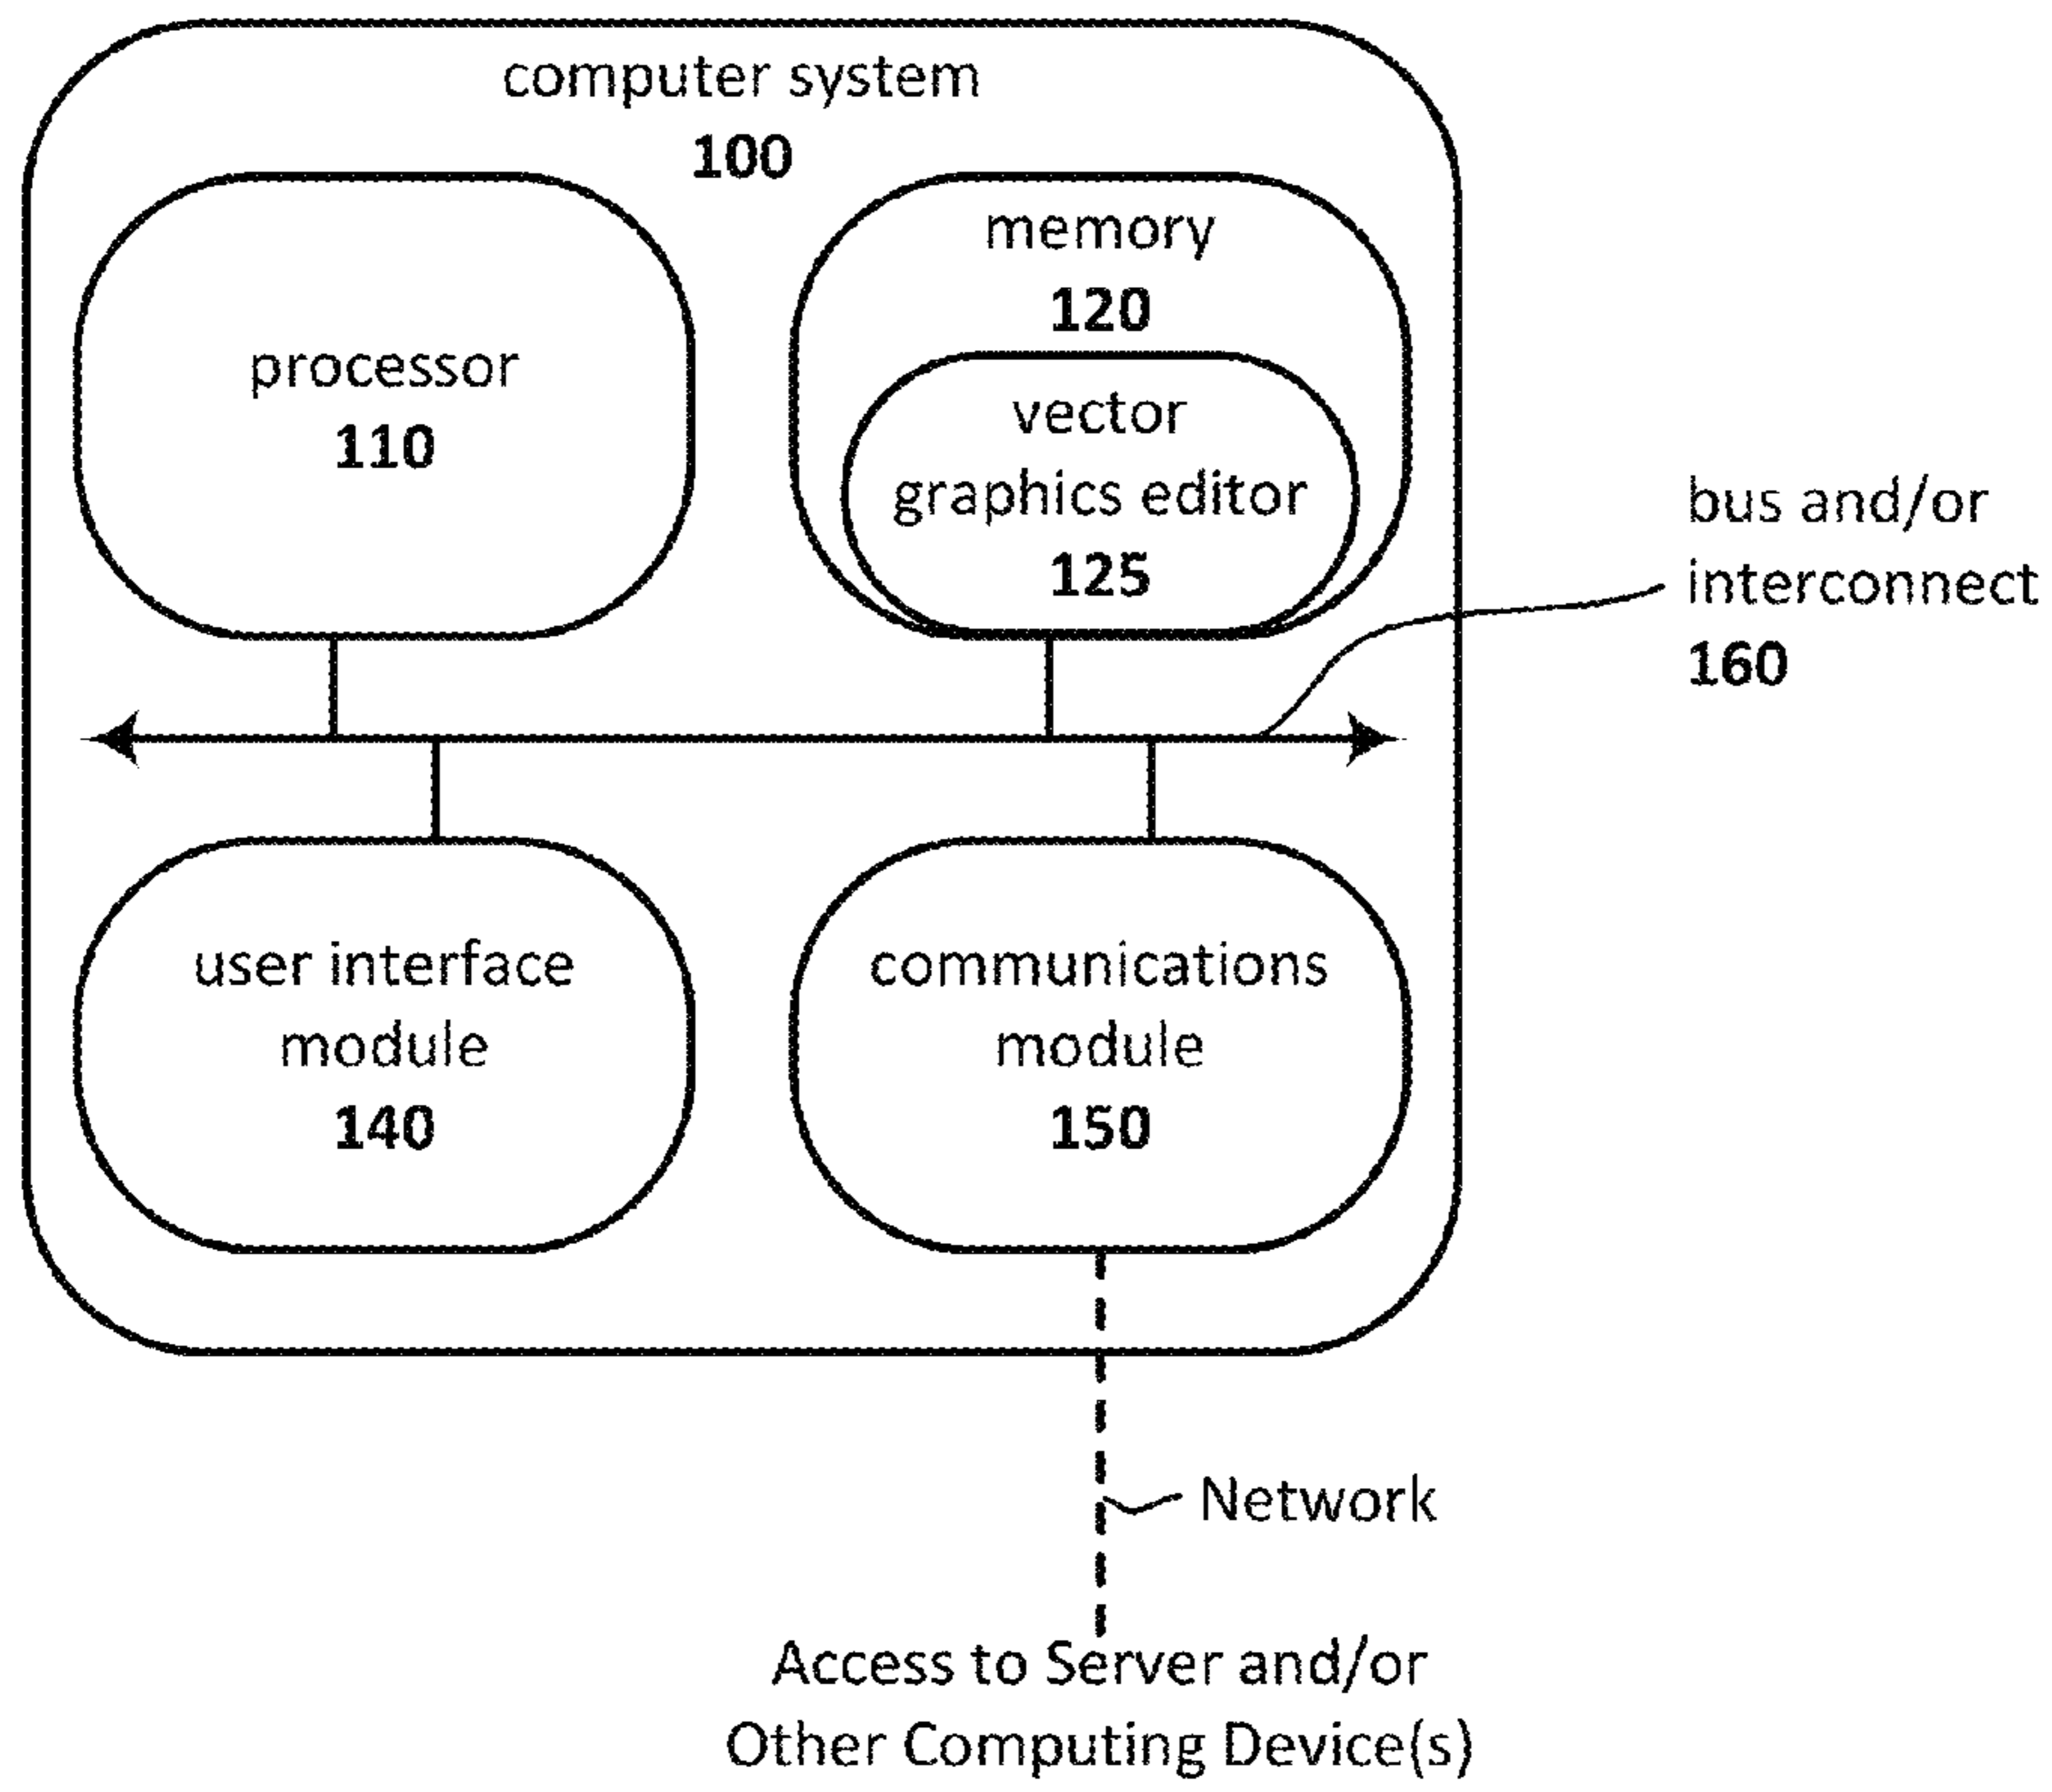 computer system
100
processor
110
memory
120
vector
graphics editor
125
bus and/or
interconnect
160
user interface
module
140
communications
module
150
Network
Access to Server and/or
Other Computing Device(s)